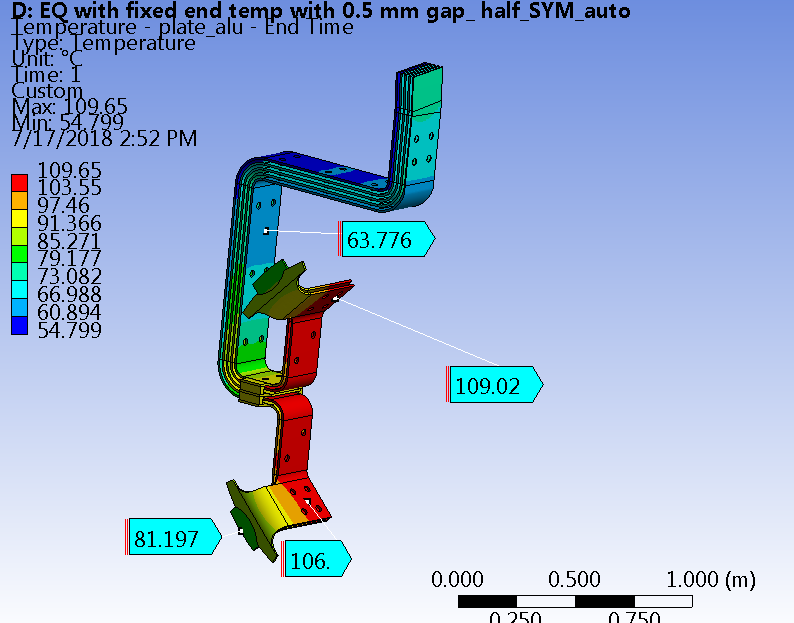 D: EQ with fixed end temp with 0.5 mm gap_ half_SYM_auto
Temperature - plate_alu - End Time
Type: Temperature
Unit: °C
Time: 1
Custom
Max: 109.65
Min: 54.799
7/17/2018 2:52 PM
109.65
103.55
97.46
91.366
85.271
79.177
73.082
66.988
60.894
54.799
63.776
109.02
81.197
106.
0.000 0.500 1.000 (m)
0.250 0.750